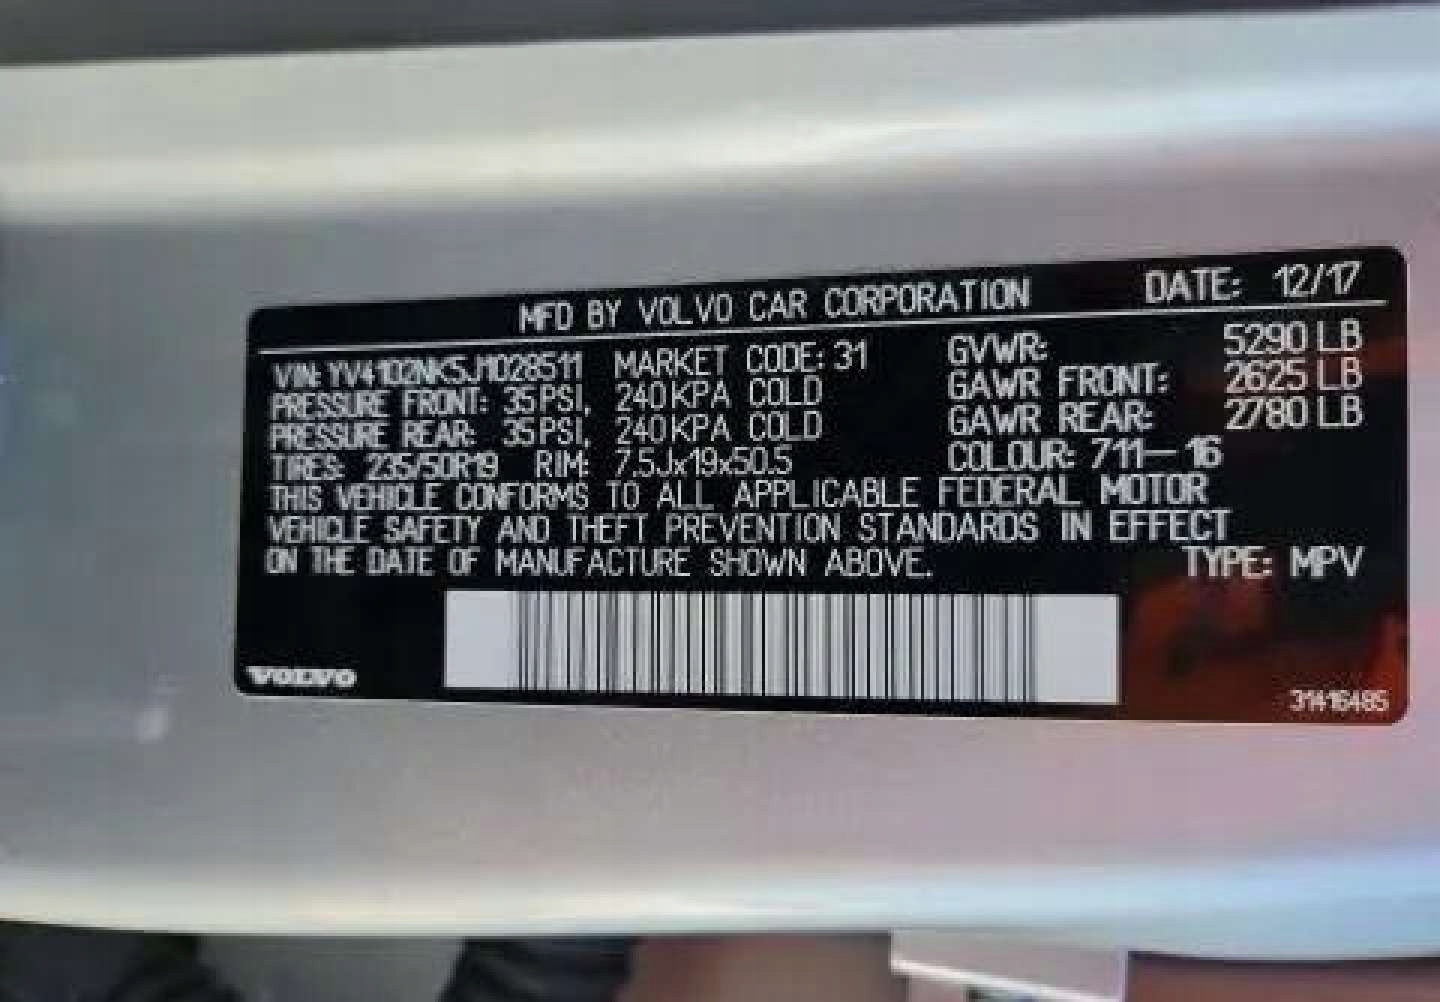 MFD BY VOLVO CAR CORPORATION DATE: 12/17
VIN: YV4102NK5J1028511 MARKET CODE: 31 GVWR: 5290 LB
PRESSURE FRONT: 35 PSI, 240 KPA COLD GAWR FRONT: 2625 LB
PRESSURE REAR: 35 PSI, 240 KPA COLD GAWR REAR: 2780 LB
TIRES: 235/50R19 RIM: 7.5Jx19x50.5 COLOUR: 711-16
THIS VEHICLE CONFORMS TO ALL APPLICABLE FEDERAL MOTOR
VEHICLE SAFETY AND THEFT PREVENTION STANDARDS IN EFFECT
ON THE DATE OF MANUFACTURE SHOWN ABOVE. TYPE: MPV
VOLVO
31416485